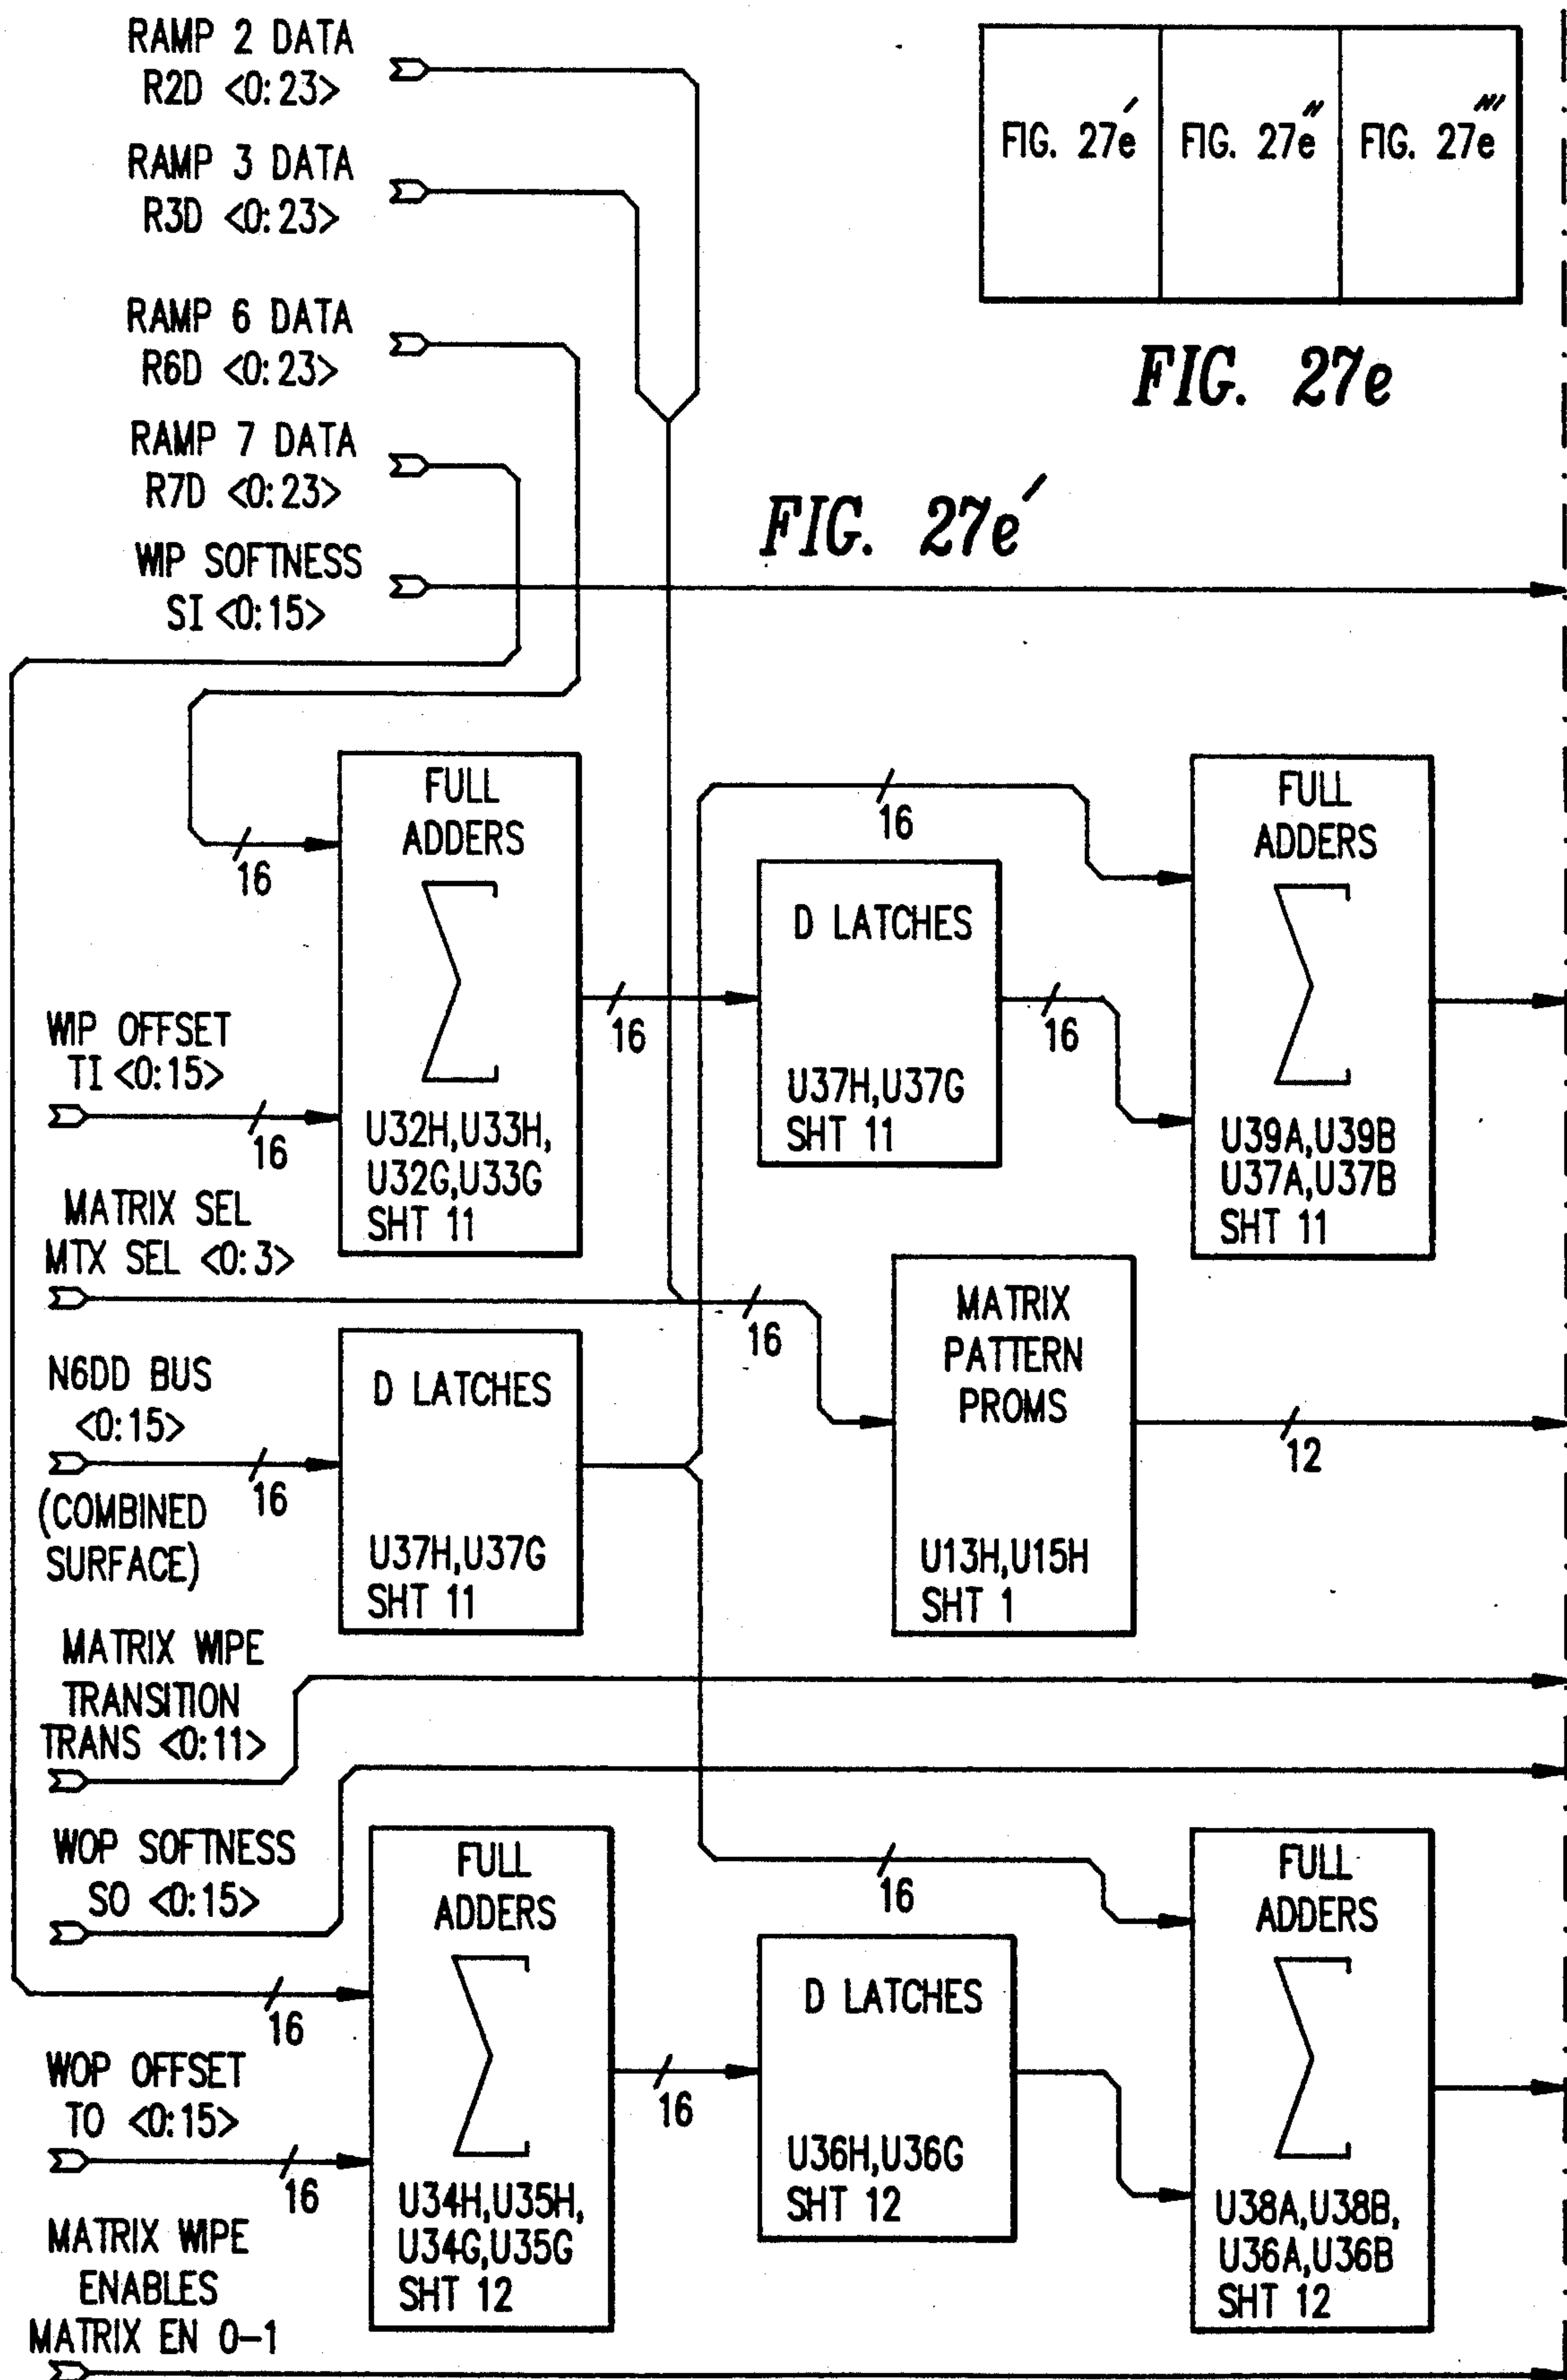 RAMP 2 DATA
R2D <0:23>
RAMP 3 DATA
R3D <0:23>
RAMP 6 DATA
R6D <0:23>
RAMP 7 DATA
R7D <0:23>
WIP SOFTNESS
SI <0:15>
FIG. 27e′
FIG. 27e″
FIG. 27e‴
FIG. 27e
FIG. 27e′
FULL
ADDERS
16
WIP OFFSET
TI <0:15>
16
U32H,U33H,
U32G,U33G
SHT 11
16
D LATCHES
U37H,U37G
SHT 11
16
16
FULL
ADDERS
U39A,U39B
U37A,U37B
SHT 11
MATRIX SEL
MTX SEL <0:3>
16
MATRIX
PATTERN
PROMS
U13H,U15H
SHT 1
12
N6DD BUS
<0:15>
16
(COMBINED
SURFACE)
D LATCHES
U37H,U37G
SHT 11
MATRIX WIPE
TRANSITION
TRANS <0:11>
WOP SOFTNESS
SO <0:15>
16
FULL
ADDERS
WOP OFFSET
TO <0:15>
16
U34H,U35H,
U34G,U35G
SHT 12
16
D LATCHES
U36H,U36G
SHT 12
16
FULL
ADDERS
U38A,U38B,
U36A,U36B
SHT 12
MATRIX WIPE
ENABLES
MATRIX EN 0-1